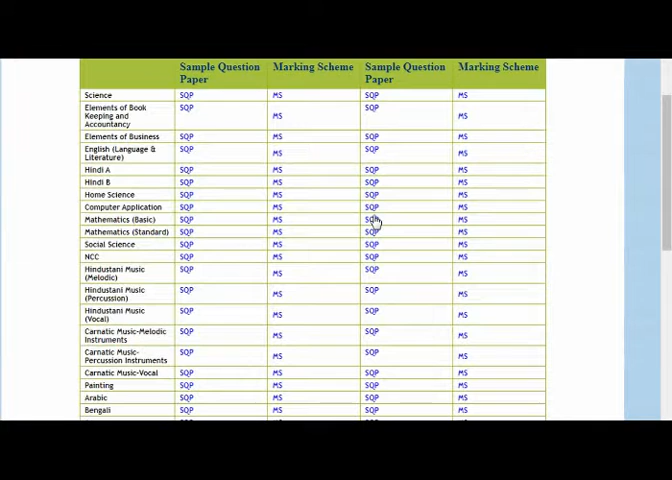 Sample Question Paper Marking Scheme Sample Question Paper Marking Scheme
Science SQP MS SQP MS
Elements of Book Keeping and Accountancy SQP MS SQP MS
Elements of Business SQP MS SQP MS
English (Language & Literature) SQP MS SQP MS
Hindi A SQP MS SQP MS
Hindi B SQP MS SQP MS
Home Science SQP MS SQP MS
Computer Application SQP MS SQP MS
Mathematics (Basic) SQP MS SQP MS
Mathematics (Standard) SQP MS SQP MS
Social Science SQP MS SQP MS
NCC SQP MS SQP MS
Hindustani Music (Melodic) SQP MS SQP MS
Hindustani Music (Percussion) SQP MS SQP MS
Hindustani Music (Vocal) SQP MS SQP MS
Carnatic Music-Melodic Instruments SQP MS SQP MS
Carnatic Music-Percussion Instruments SQP MS SQP MS
Carnatic Music-Vocal SQP MS SQP MS
Painting SQP MS SQP MS
Arabic SQP MS SQP MS
Bengali SQP MS SQP MS